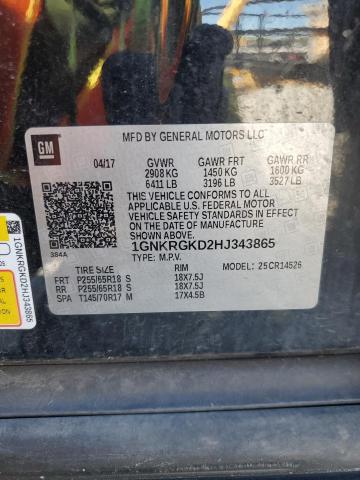 GM
MFD BY GENERAL MOTORS LLC
04/17 GVWR GAWR FRT GAWR RR
2908 KG 1450 KG 1600 KG
6411 LB 3196 LB 3527 LB
THIS VEHICLE CONFORMS TO ALL APPLICABLE
U.S. FEDERAL MOTOR VEHICLE SAFETY AND
THEFT PREVENTION STANDARDS IN EFFECT ON
THE DATE OF MANUFACTURE SHOWN ABOVE.
384A
1GNKRGKD2HJ343865
TYPE: M.P.V. MODEL: 25CR14526
TIRE SIZE RIM
FRT P255/65R18 S 18X7.5J
RR P255/65R18 S 18X7.5J
SPA T145/70R17 M 17X4.5B
1GNKRGKD2HJ343865